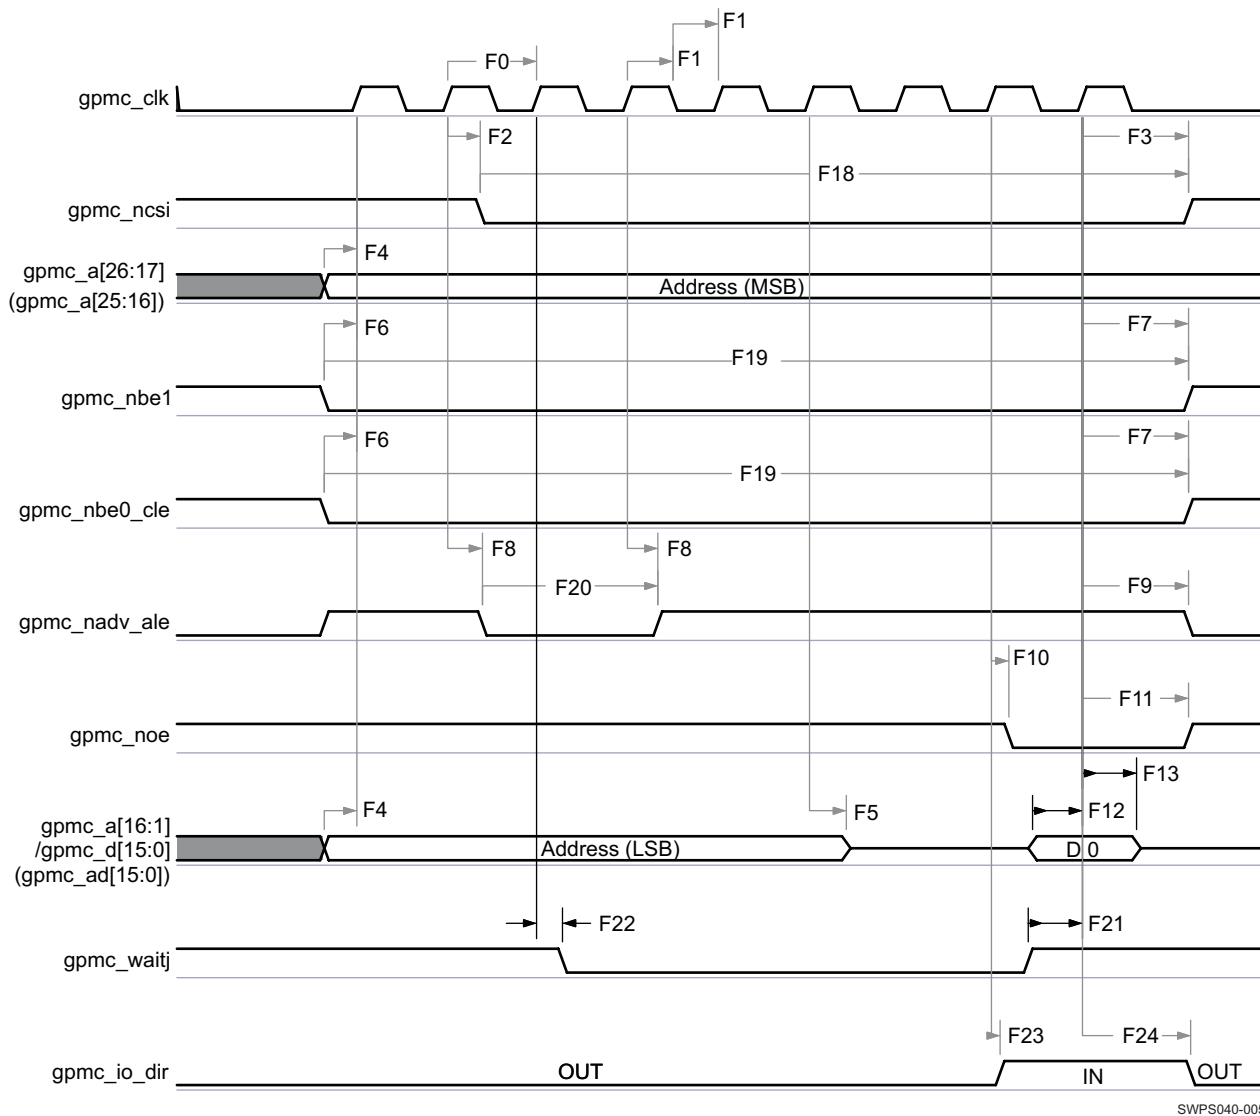 F1
F0
F1
gpmc_clk
F2
F3
F18
gpmc_ncsi
F4
gpmc_a[26:17]
(gpmc_a[25:16])
Address (MSB)
F6
F7
F19
gpmc_nbe1
F6
F7
F19
gpmc_nbe0_cle
F8
F8
F20
F9
gpmc_nadv_ale
F10
F11
gpmc_noe
F13
F4
F5
F12
gpmc_a[16:1]
/gpmc_d[15:0]
(gpmc_ad[15:0])
Address (LSB)
D 0
F22
F21
gpmc_waitj
F23
F24
gpmc_io_dir
OUT
IN
OUT
SWPS040-00